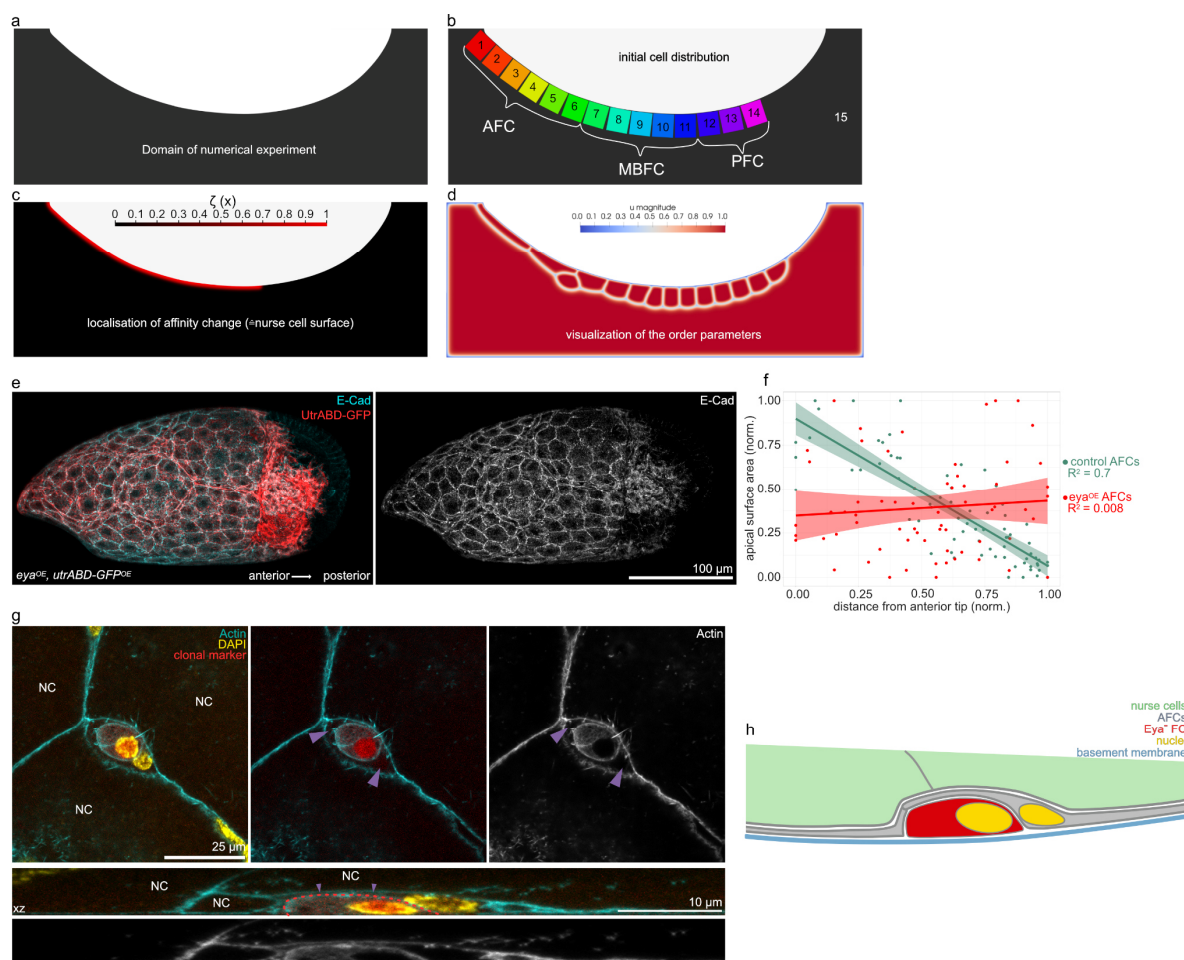 a
Domain of numerical experiment
b
initial cell distribution
1 2 3 4 5 6 7 8 9 10 11 12 13 14
15
AFC
MBFC
PFC
c
ζ (x)
0 0.1 0.2 0.3 0.4 0.5 0.6 0.7 0.8 0.9 1
localisation of affinity change (≙nurse cell surface)
d
u magnitude
0.0 0.1 0.2 0.3 0.4 0.5 0.6 0.7 0.8 0.9 1.0
visualization of the order parameters
e
E-Cad
UtrABD-GFP
eyaOE, utrABD-GFPOE
anterior → posterior
E-Cad
100 µm
f
apical surface area (norm.)
1.00
0.75
0.50
0.25
0.00
0.00 0.25 0.50 0.75 1.00
distance from anterior tip (norm.)
control AFCs
R² = 0.7
eyaOE AFCs
R² = 0.008
g
Actin
DAPI
clonal marker
NC
NC
NC
25 µm
Actin
NC
NC
NC
xz
10 µm
h
nurse cells
AFCs
Eya⁻ FC
nuclei
basement membrane